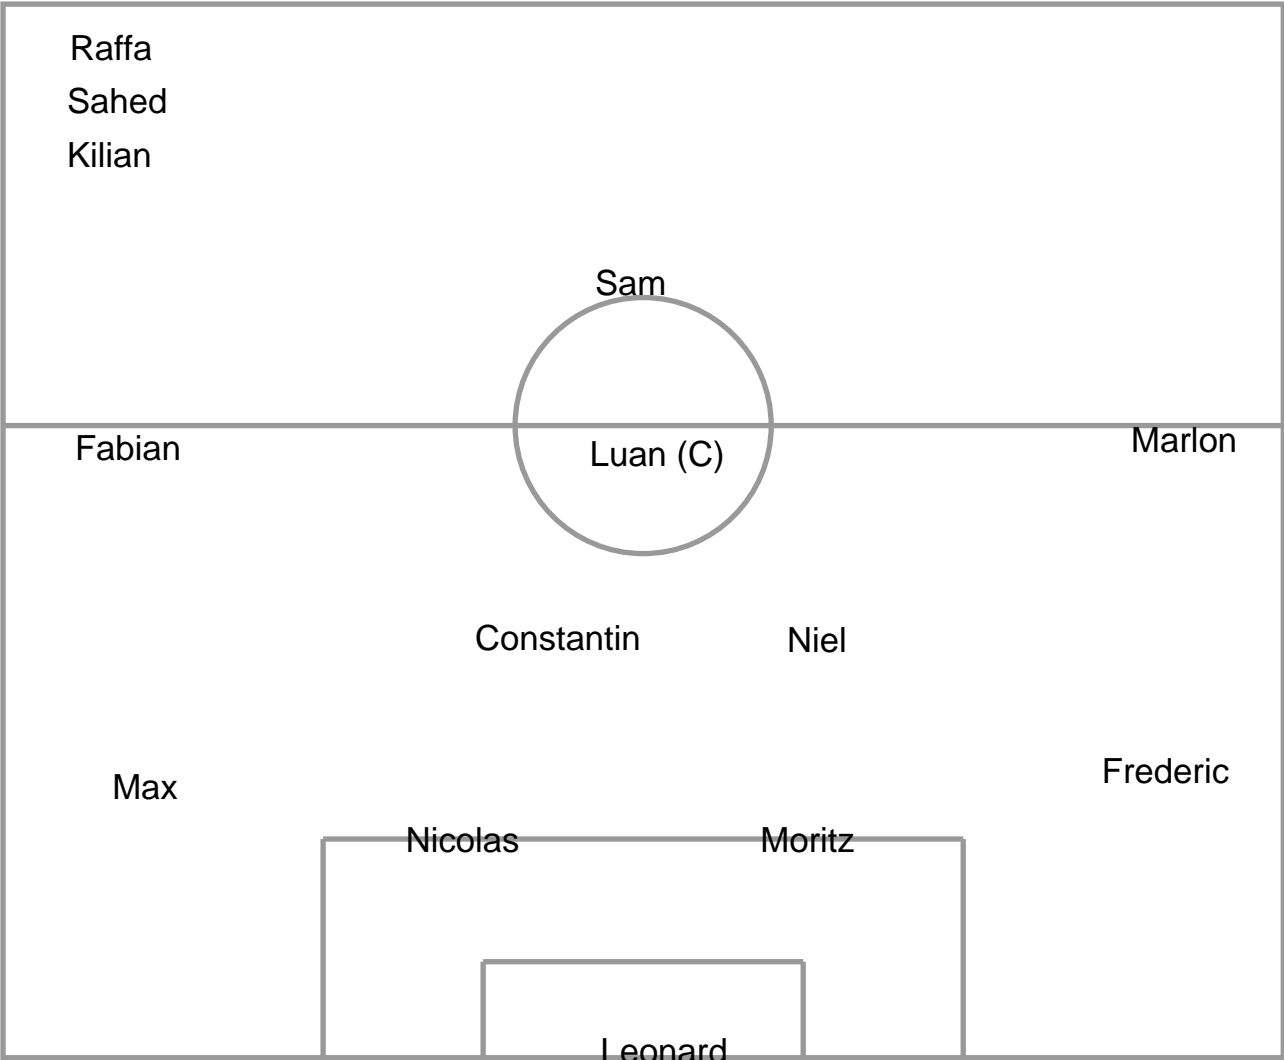 Raffa
Sahed
Kilian
Sam
Fabian
Luan (C)
Marlon
Constantin
Niel
Max
Frederic
Nicolas
Moritz
Leonard